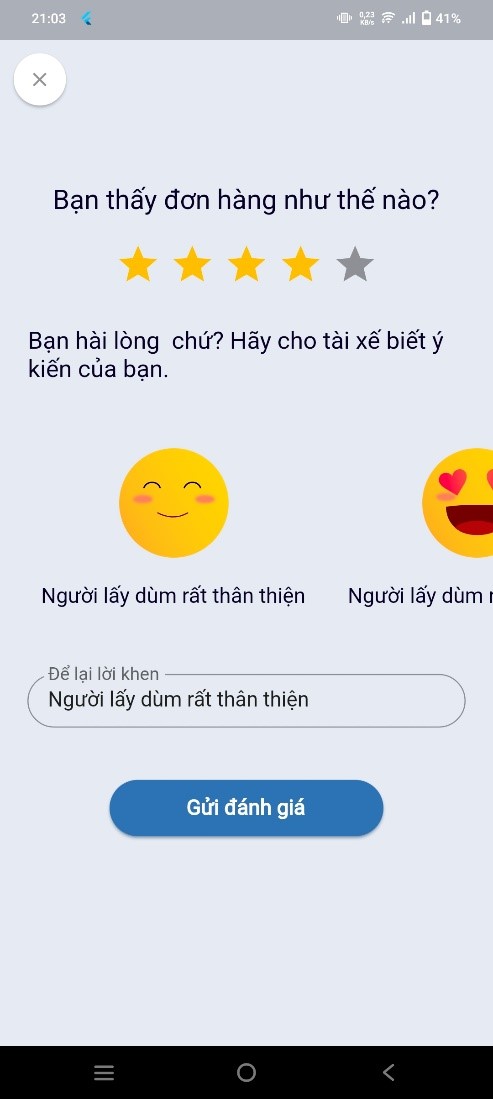 21:03
0,23
KB/s
41%
Bạn thấy đơn hàng như thế nào?
Bạn hài lòng  chứ? Hãy cho tài xế biết ý
kiến của bạn.
Người lấy dùm rất thân thiện
Người lấy dùm
Để lại lời khen
Người lấy dùm rất thân thiện
Gửi đánh giá